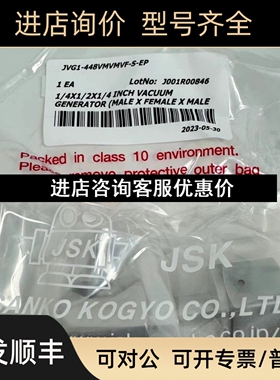 进店询价 型号齐全
JVG1-448VMVMVF-S-EP
1 EA
LotNo: J001R00846
1/4X1/2X1/4 INCH VACUUM
GENERATOR (MALE X FEMALE X MALE
2023-05-30
Packed in class 10 environment.
Please remove protective outer bag
进店咨询客服优惠
JSK
JSK
SANKO KOGYO CO.,LTD.
发顺丰
可对公 可开专票/普